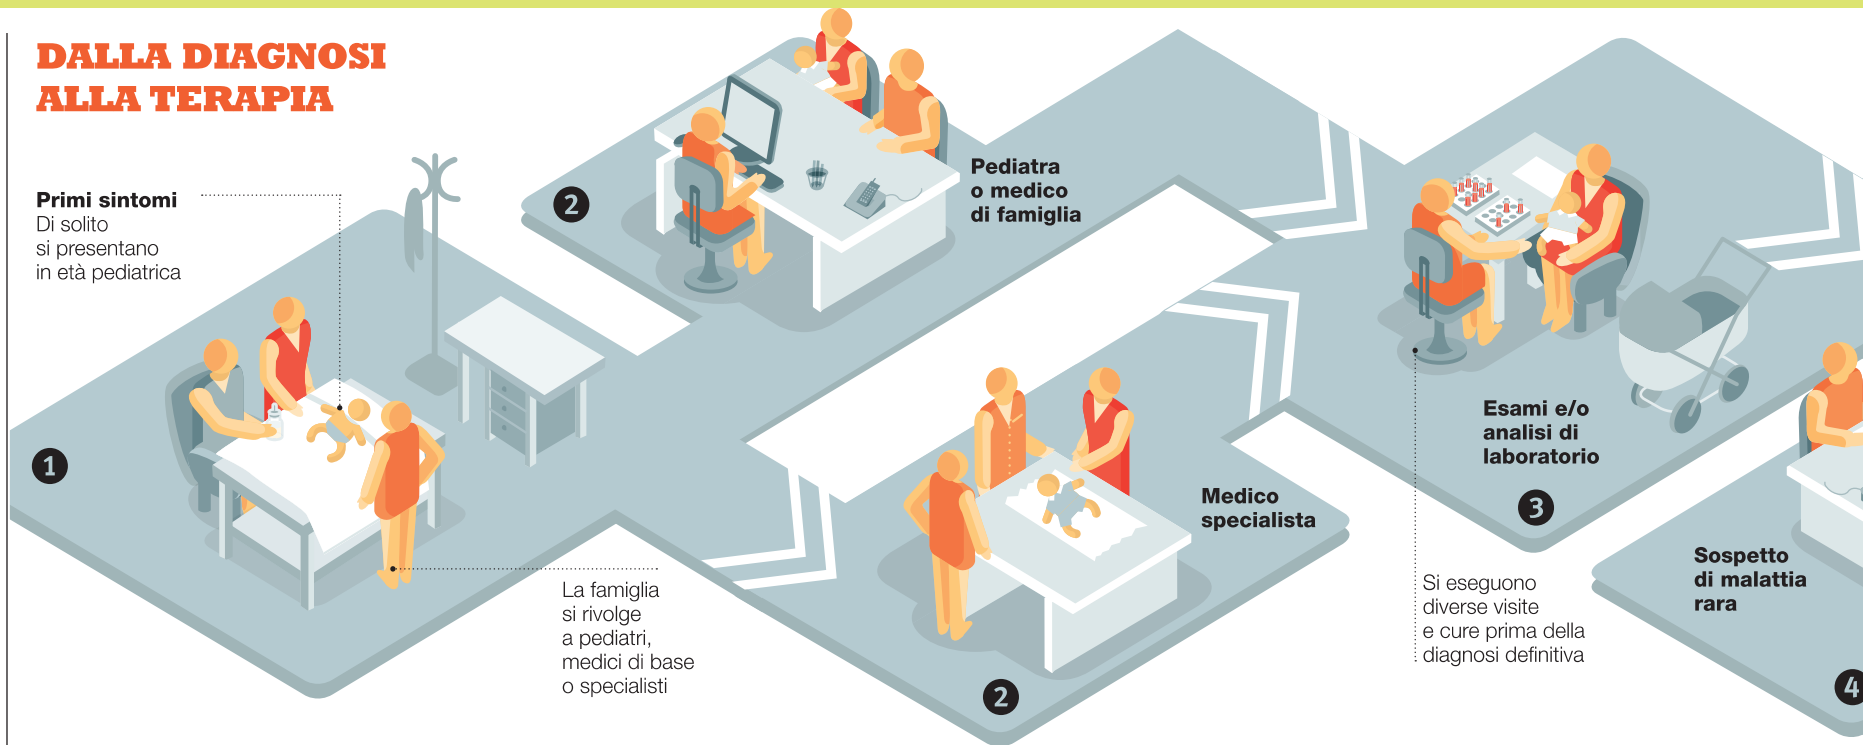 DALLA DIAGNOSI
ALLA TERAPIA
Primi sintomi
Di solito
si presentano
in età pediatrica
1
La famiglia
si rivolge
a pediatri,
medici di base
o specialisti
2
Pediatra
o medico
di famiglia
Medico
specialista
2
Esami e/o
analisi di
laboratorio
3
Si eseguono
diverse visite
e cure prima della
diagnosi definitiva
Sospetto
di malattia
rara
4